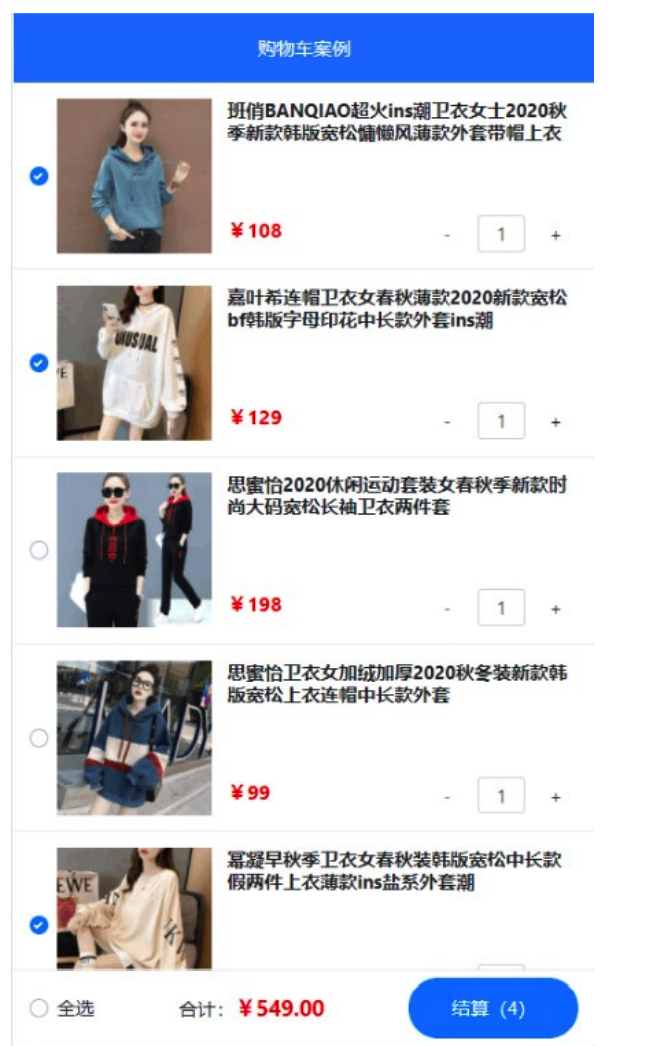 购物车案例
班俏BANQIAO超火ins潮卫衣女士2020秋
季新款韩版宽松慵懒风薄款外套带帽上衣
¥108
- 1 +
嘉叶希连帽卫衣女春秋薄款2020新款宽松
bf韩版字母印花中长款外套ins潮
UNUSUAL
¥129
- 1 +
思蜜怡2020休闲运动套装女春秋季新款时
尚大码宽松长袖卫衣两件套
¥198
- 1 +
思蜜怡卫衣女加绒加厚2020秋冬装新款韩
版宽松上衣连帽中长款外套
¥99
- 1 +
幂凝早秋季卫衣女春秋装韩版宽松中长款
假两件上衣薄款ins盐系外套潮
全选 合计: ¥549.00 结算 (4)